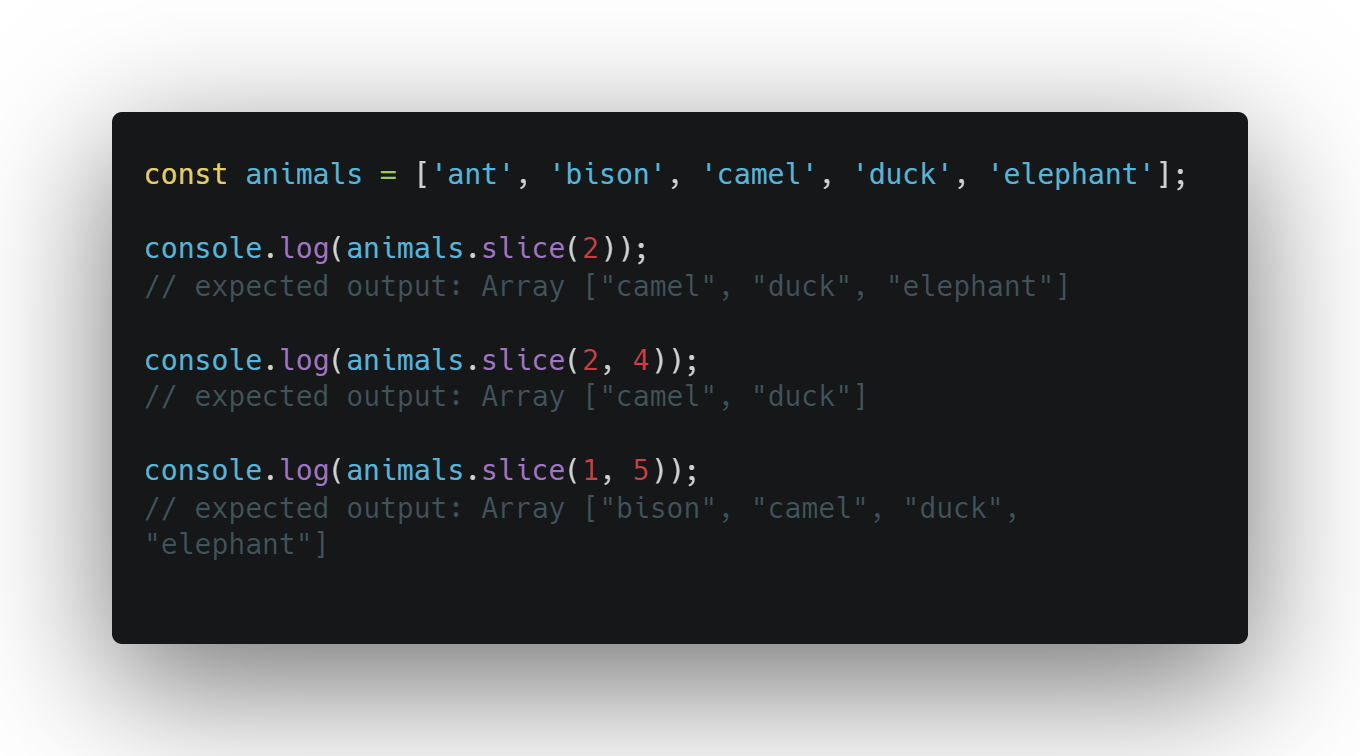 const animals = ['ant', 'bison', 'camel', 'duck', 'elephant'];
console.log(animals.slice(2));
// expected output: Array ["camel", "duck", "elephant"]
console.log(animals.slice(2, 4));
// expected output: Array ["camel", "duck"]
console.log(animals.slice(1, 5));
// expected output: Array ["bison", "camel", "duck",
"elephant"]